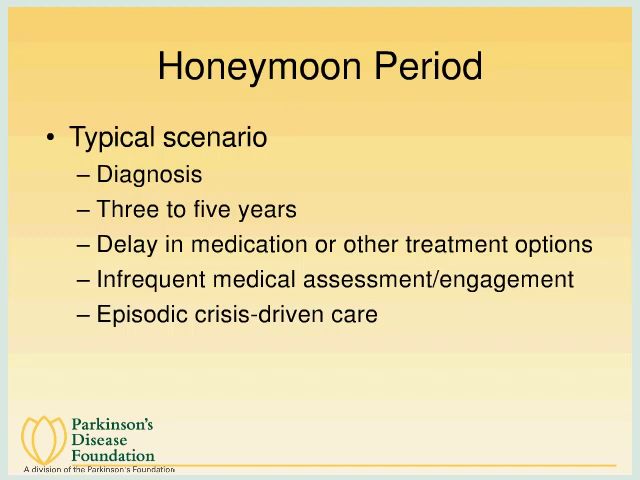 Honeymoon Period
• Typical scenario
– Diagnosis
– Three to five years
– Delay in medication or other treatment options
– Infrequent medical assessment/engagement
– Episodic crisis-driven care
Parkinson's
Disease
Foundation
A division of the Parkinson's Foundation